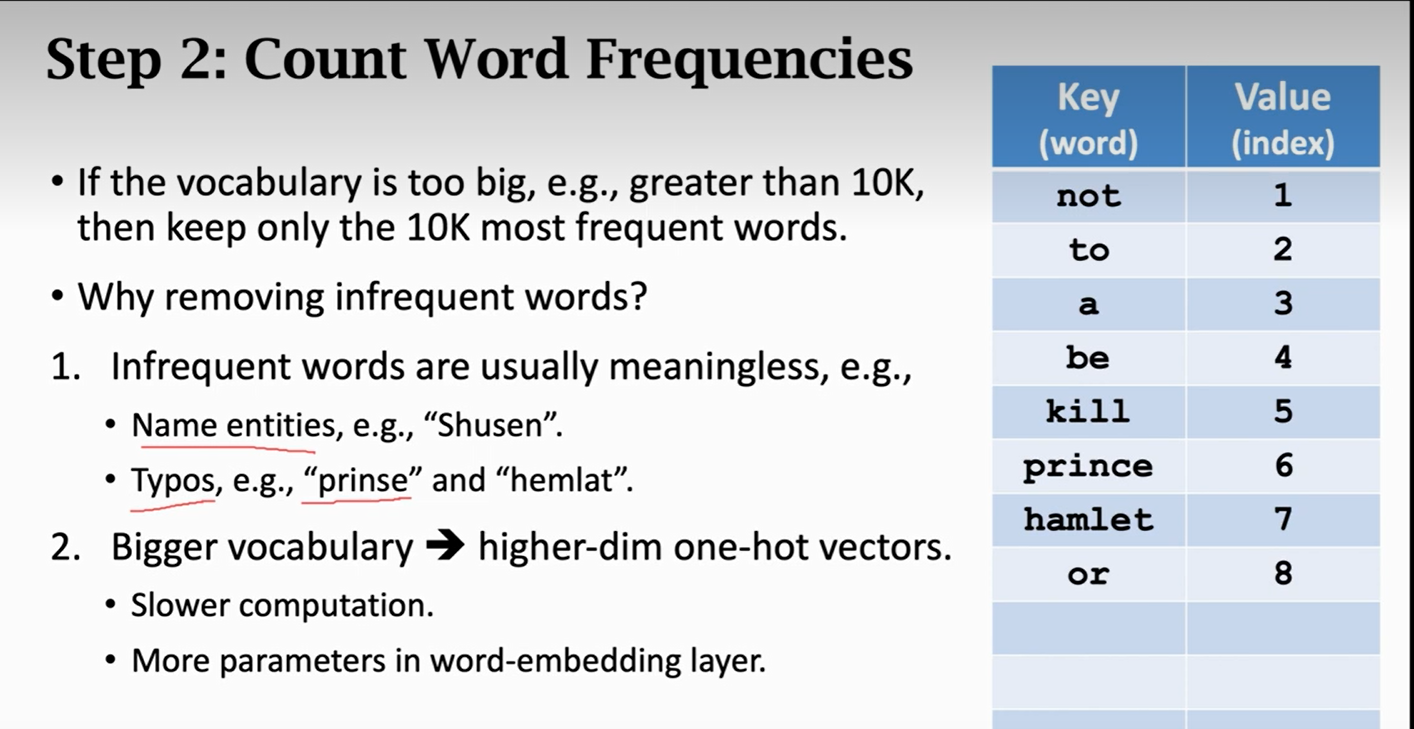 Step 2: Count Word Frequencies
• If the vocabulary is too big, e.g., greater than 10K,
then keep only the 10K most frequent words.
• Why removing infrequent words?
1. Infrequent words are usually meaningless, e.g.,
• Name entities, e.g., “Shusen”.
• Typos, e.g., “prinse” and “hemlat”.
2. Bigger vocabulary ➔ higher-dim one-hot vectors.
• Slower computation.
• More parameters in word-embedding layer.
Key Value
(word) (index)
not 1
to 2
a 3
be 4
kill 5
prince 6
hamlet 7
or 8